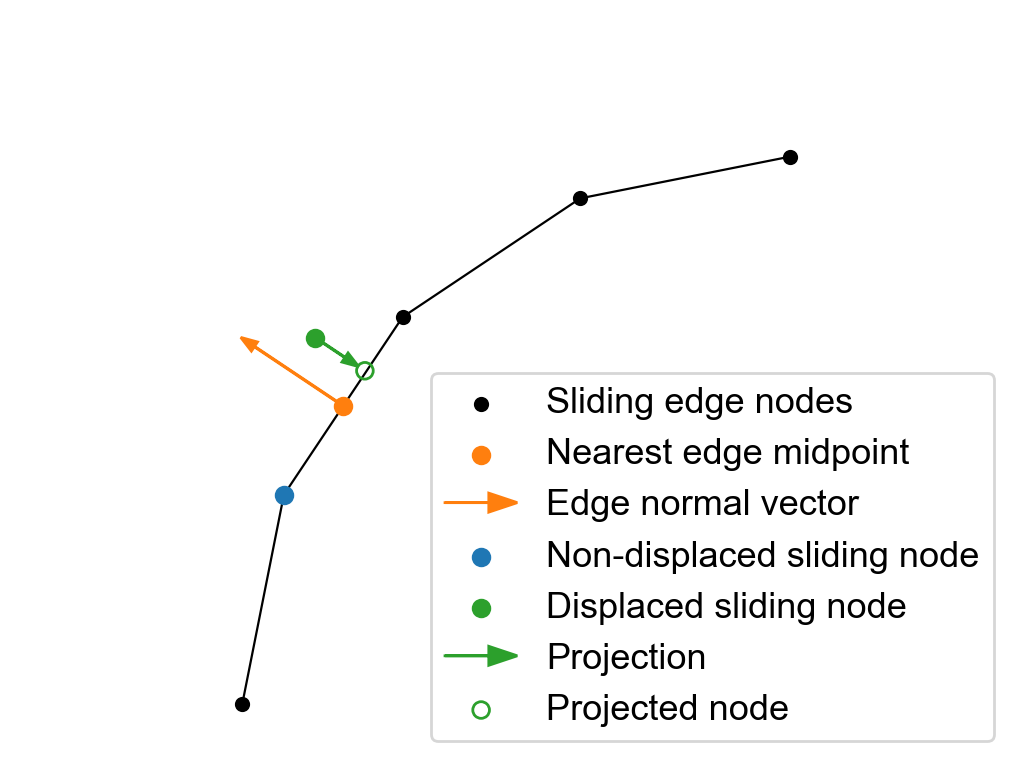 Sliding edge nodes
Nearest edge midpoint
Edge normal vector
Non-displaced sliding node
Displaced sliding node
Projection
Projected node